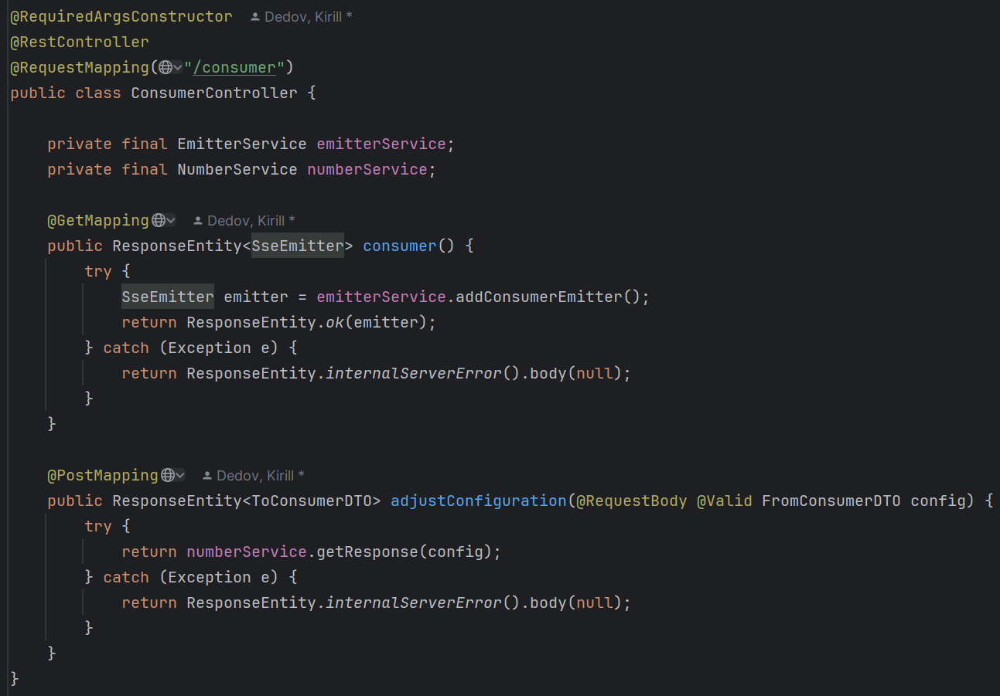 @RequiredArgsConstructor Dedov, Kirill *
@RestController
@RequestMapping("/consumer")
public class ConsumerController {
    private final EmitterService emitterService;
    private final NumberService numberService;
    @GetMapping Dedov, Kirill *
    public ResponseEntity<SseEmitter> consumer() {
        try {
            SseEmitter emitter = emitterService.addConsumerEmitter();
            return ResponseEntity.ok(emitter);
        } catch (Exception e) {
            return ResponseEntity.internalServerError().body(null);
        }
    }
    @PostMapping Dedov, Kirill *
    public ResponseEntity<ToConsumerDTO> adjustConfiguration(@RequestBody @Valid FromConsumerDTO config) {
        try {
            return numberService.getResponse(config);
        } catch (Exception e) {
            return ResponseEntity.internalServerError().body(null);
        }
    }
}